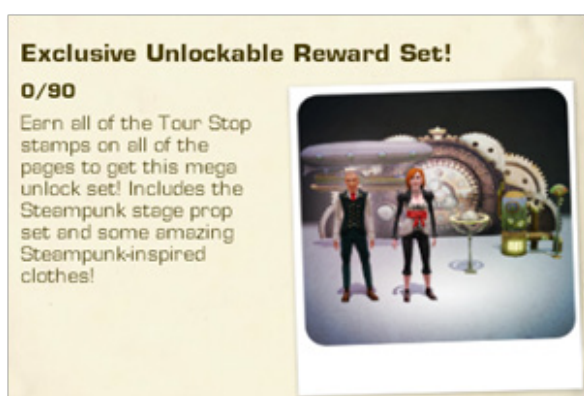 Exclusive Unlockable Reward Set!
0/90
Earn all of the Tour Stop
stamps on all of the
pages to get this mega
unlock set! Includes the
Steampunk stage prop
set and some amazing
Steampunk-inspired
clothes!